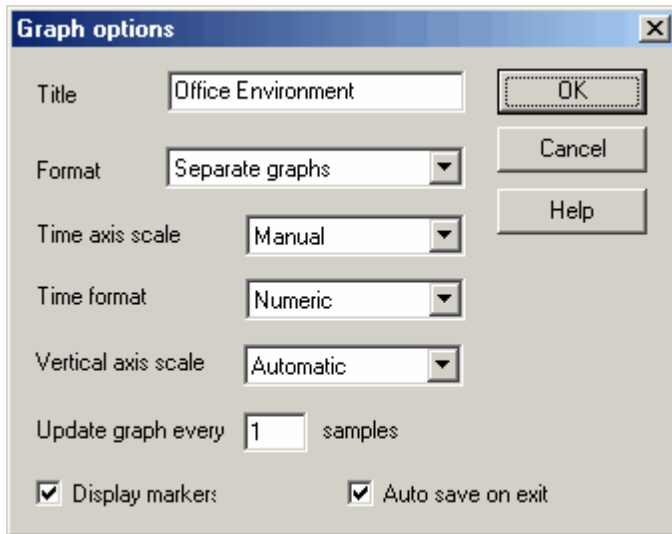 Graph options
Title Office Environment OK
Format Separate graphs Cancel
Help
Time axis scale Manual
Time format Numeric
Vertical axis scale Automatic
Update graph every 1 samples
Display markers Auto save on exit